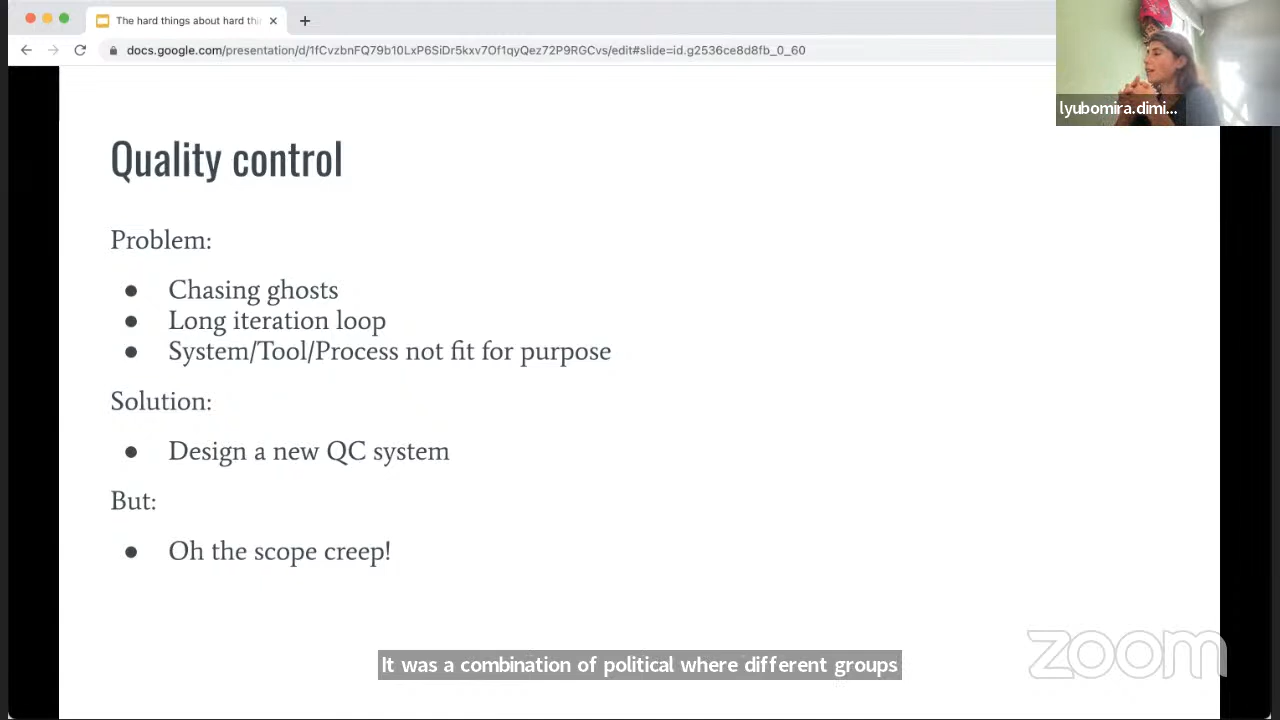 The hard things about hard thi
docs.google.com/presentation/d/1fCvzbnFQ79b10LxP6SiDr5kxv7Of1qyQez72P9RGCvs/edit#slide=id.g2536ce8d8fb_0_60
lyubomira.dimi...
Quality control
Problem:
● Chasing ghosts
● Long iteration loop
● System/Tool/Process not fit for purpose
Solution:
● Design a new QC system
But:
● Oh the scope creep!
It was a combination of political where different groups
zoom